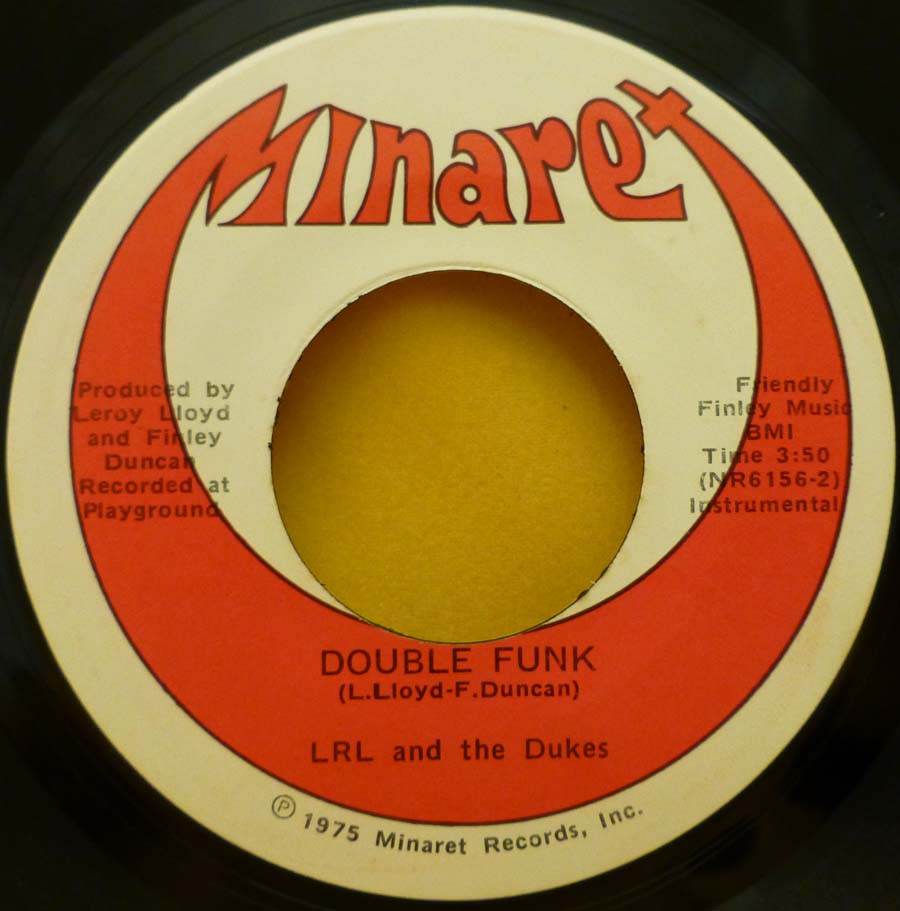 Minaret
Produced by
Leroy Lloyd
and Finley
Duncan
Recorded at
Playground
Friendly
Finley Music
BMI
Time 3:50
(NR6156-2)
Instrumental
DOUBLE FUNK
(L.Lloyd-F.Duncan)
LRL and the Dukes
℗ 1975 Minaret Records, Inc.